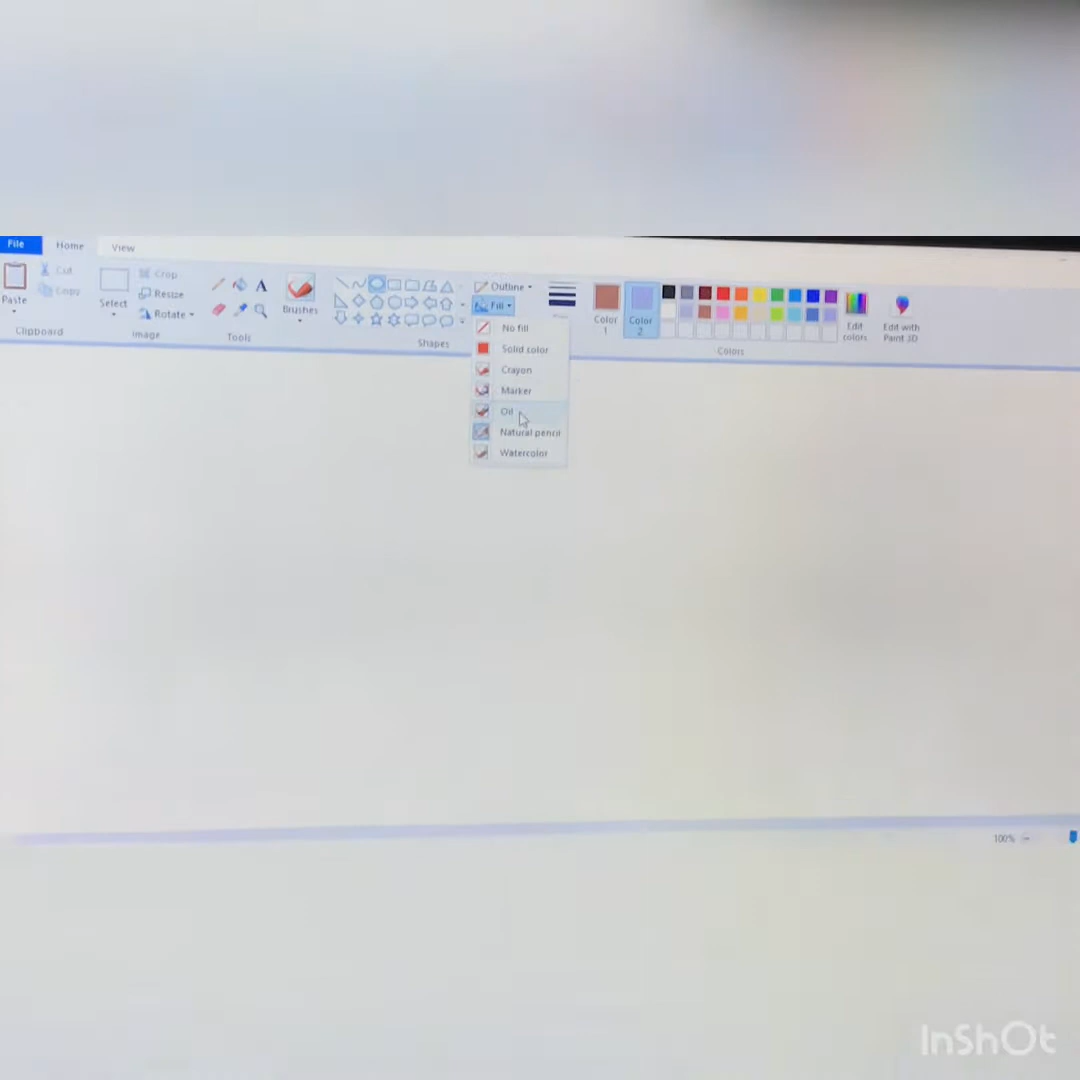 File Home View
Paste
Cut
Copy
Clipboard
Select
Crop
Resize
Rotate
Image
Tools
Brushes
Shapes
Outline
Fill
No fill
Solid color
Crayon
Marker
Oil
Natural pencil
Watercolor
Color 1
Color 2
Colors
Edit colors
Edit with Paint 3D
100%
InShOt